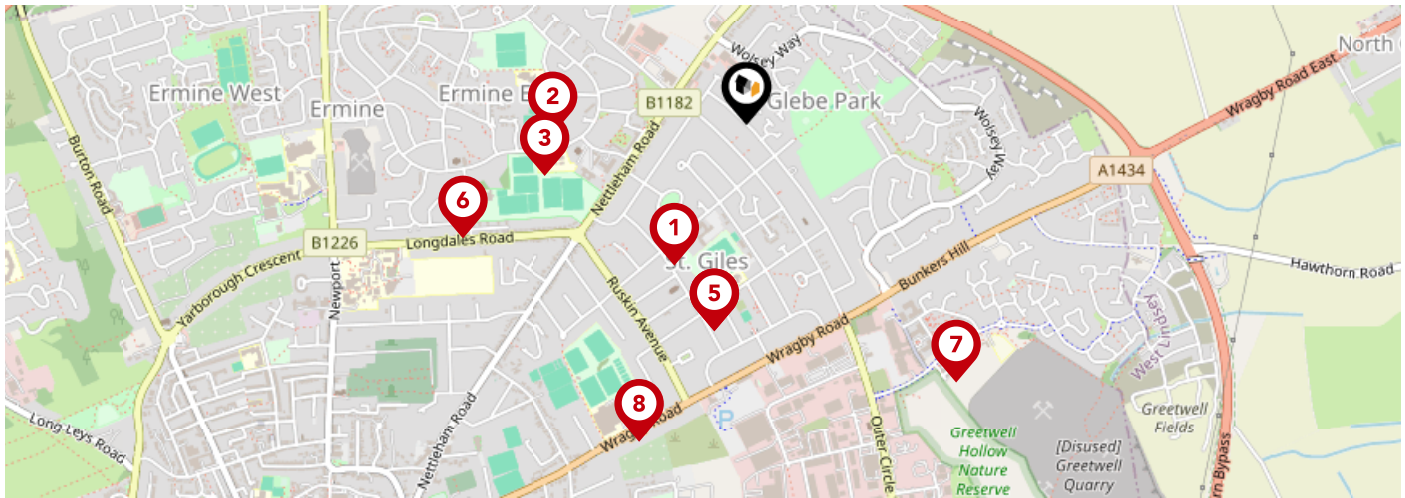 Wolsey Way
North
Wragby Road East
Ermine West
Ermine
Ermine
2
B1182
Glebe Park
3
Burton Road
Nettleham Road
Wolsey Way
A1434
6
1
B1226
Longdales Road
St. Giles
Yarborough Crescent
Newport
Bunkers Hill
Hawthorn Road
5
Ruskin Avenue
Wragby Road
7
West Lindsey
8
P
Wragby Road
Long Leys Road
Nettleham Road
Outer Circle
Greetwell
Hollow
Nature
Reserve
[Disused]
Greetwell
Quarry
Greetwell
Fields
Bypass